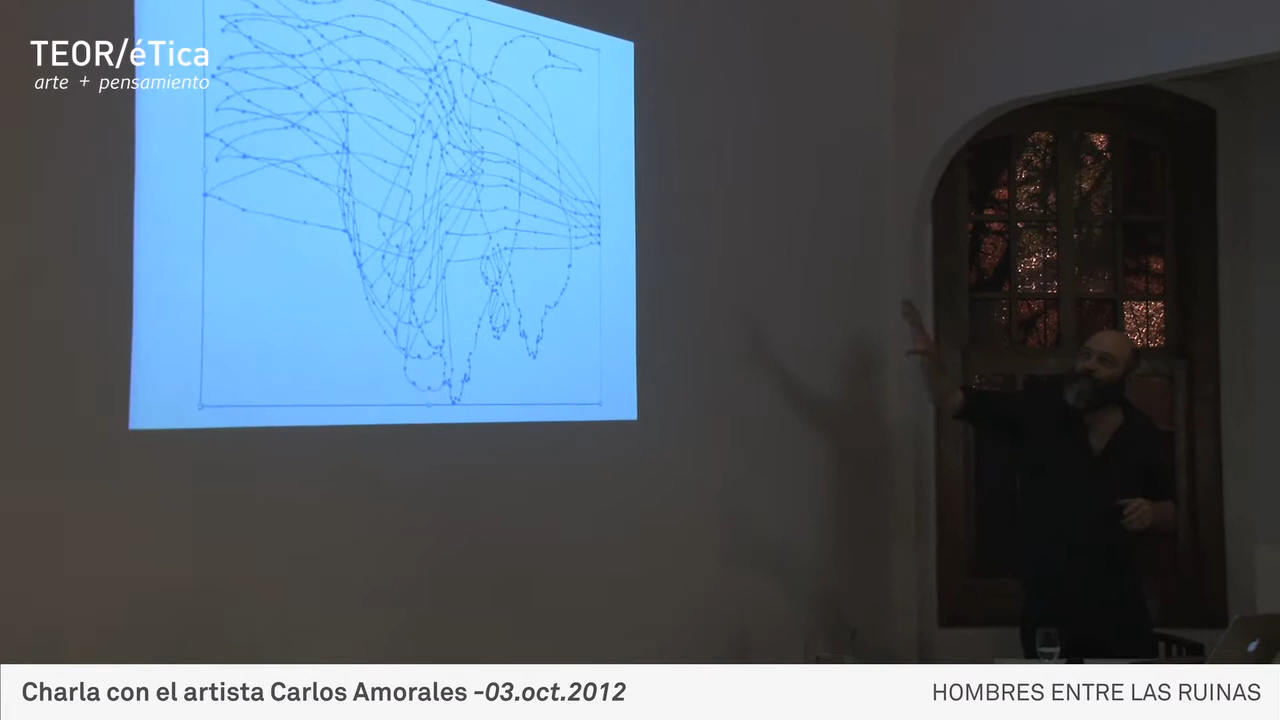 TEOR/éTica
arte + pensamiento
Charla con el artista Carlos Amorales -03.oct.2012
HOMBRES ENTRE LAS RUINAS